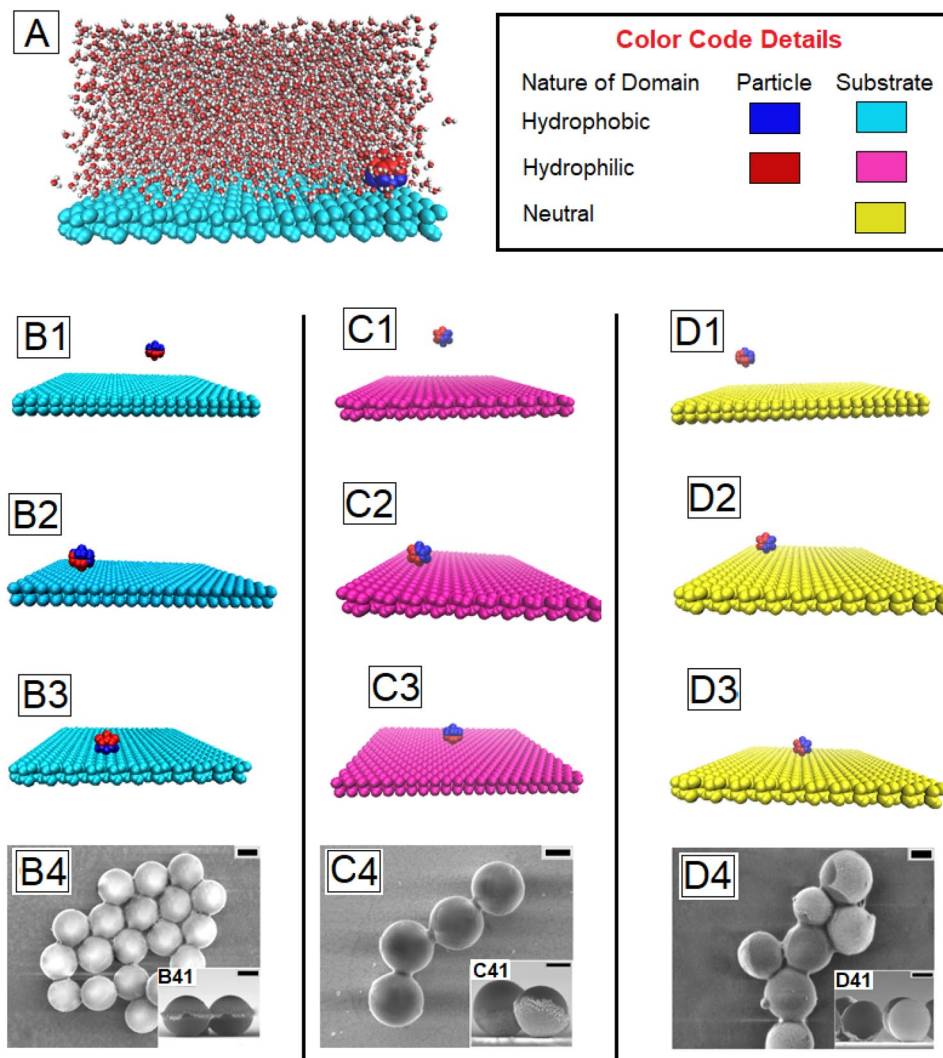 A
Color Code Details
Nature of Domain Particle Substrate
Hydrophobic
Hydrophilic
Neutral
B1
C1
D1
B2
C2
D2
B3
C3
D3
B4
C4
D4
B41
C41
D41